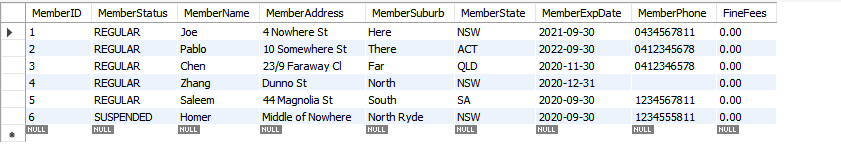 MemberID MemberStatus MemberName MemberAddress MemberSuburb MemberState MemberExpDate MemberPhone FineFees
1 REGULAR Joe 4 Nowhere St Here NSW 2021-09-30 0434567811 0.00
2 REGULAR Pablo 10 Somewhere St There ACT 2022-09-30 0412345678 0.00
3 REGULAR Chen 23/9 Faraway Cl Far QLD 2020-11-30 0412346578 0.00
4 REGULAR Zhang Dunno St North NSW 2020-12-31 0.00
5 REGULAR Saleem 44 Magnolia St South SA 2020-09-30 1234567811 0.00
6 SUSPENDED Homer Middle of Nowhere North Ryde NSW 2020-09-30 1234555811 0.00
NULL NULL NULL NULL NULL NULL NULL NULL NULL